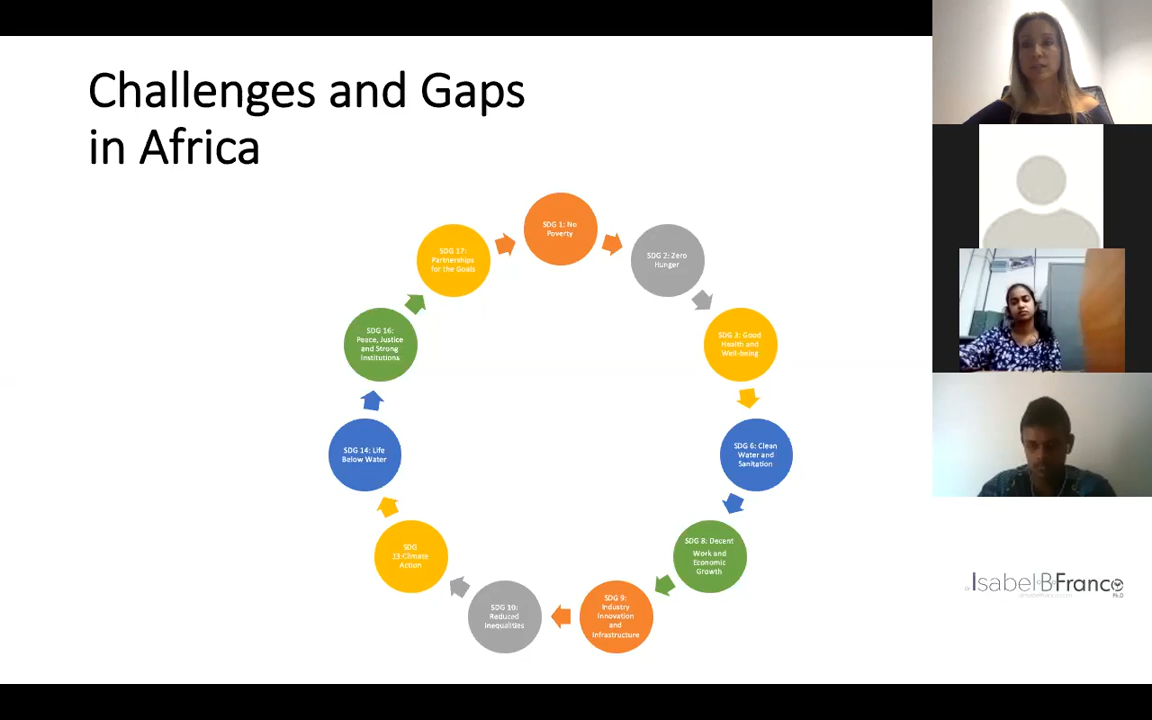 Challenges and Gaps
in Africa
SDG 1: No
Poverty
SDG 2: Zero
Hunger
SDG 3: Good
Health and
Well-being
SDG 6: Clean
Water and
Sanitation
SDG 8: Decent
Work and
Economic
Growth
SDG 9:
Industry
Innovation
and
Infrastructure
SDG 10:
Reduced
Inequalities
SDG
13:Climate
Action
SDG 14: Life
Below Water
SDG 16:
Peace, Justice
and Strong
Institutions
SDG 17:
Partnerships
for the Goals
IsabelBFranco
Ph.D